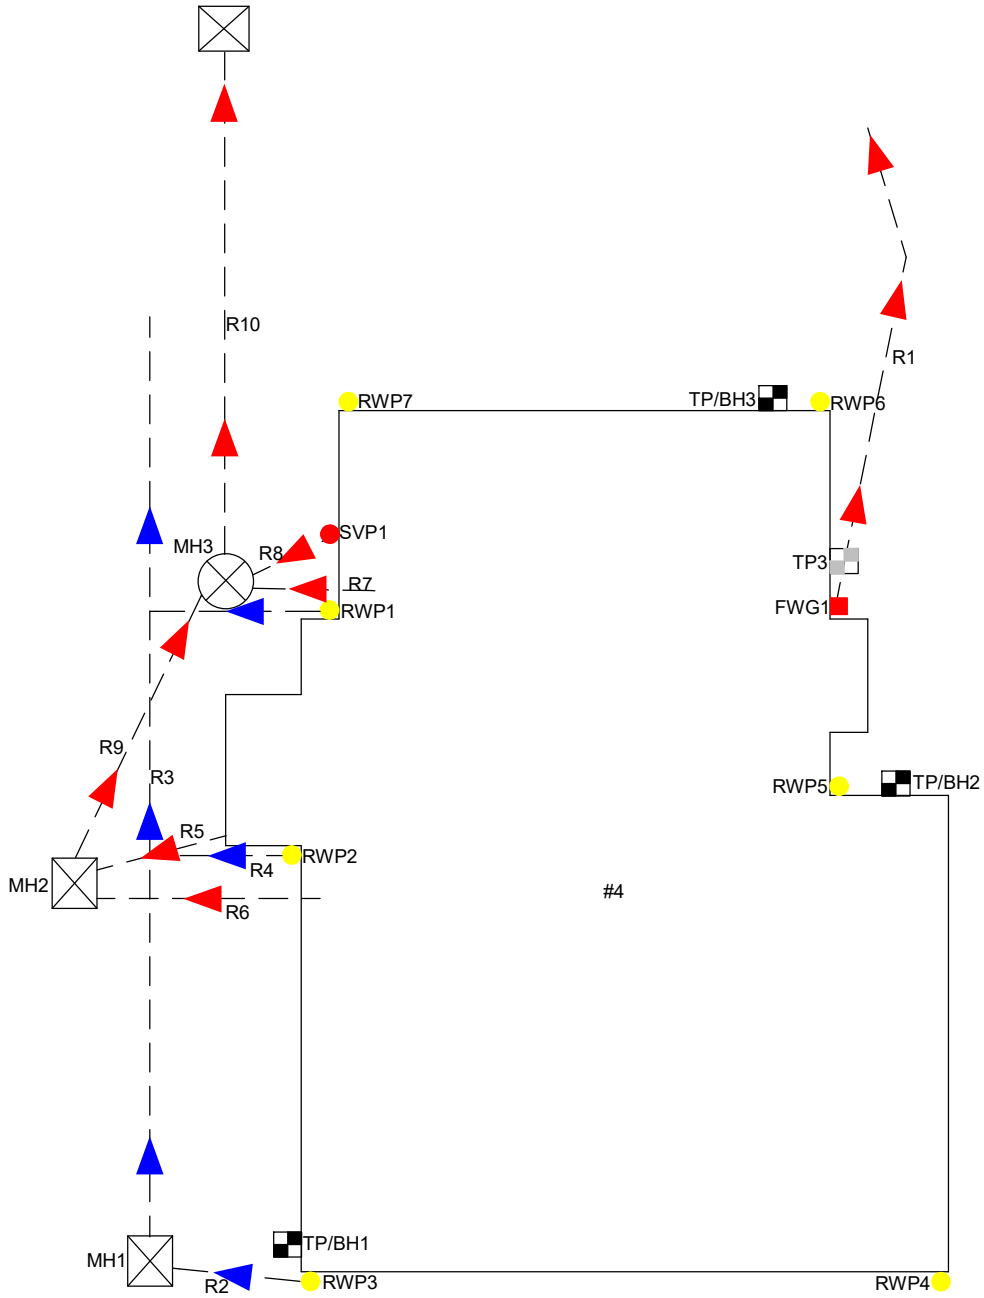 R10
R1
RWP7
TP/BH3
RWP6
SVP1
MH3
R8
TP3
R7
FWG1
RWP1
R9
R3
RWP5
TP/BH2
R5
RWP2
R4
MH2
#4
R6
TP/BH1
MH1
R2
RWP3
RWP4